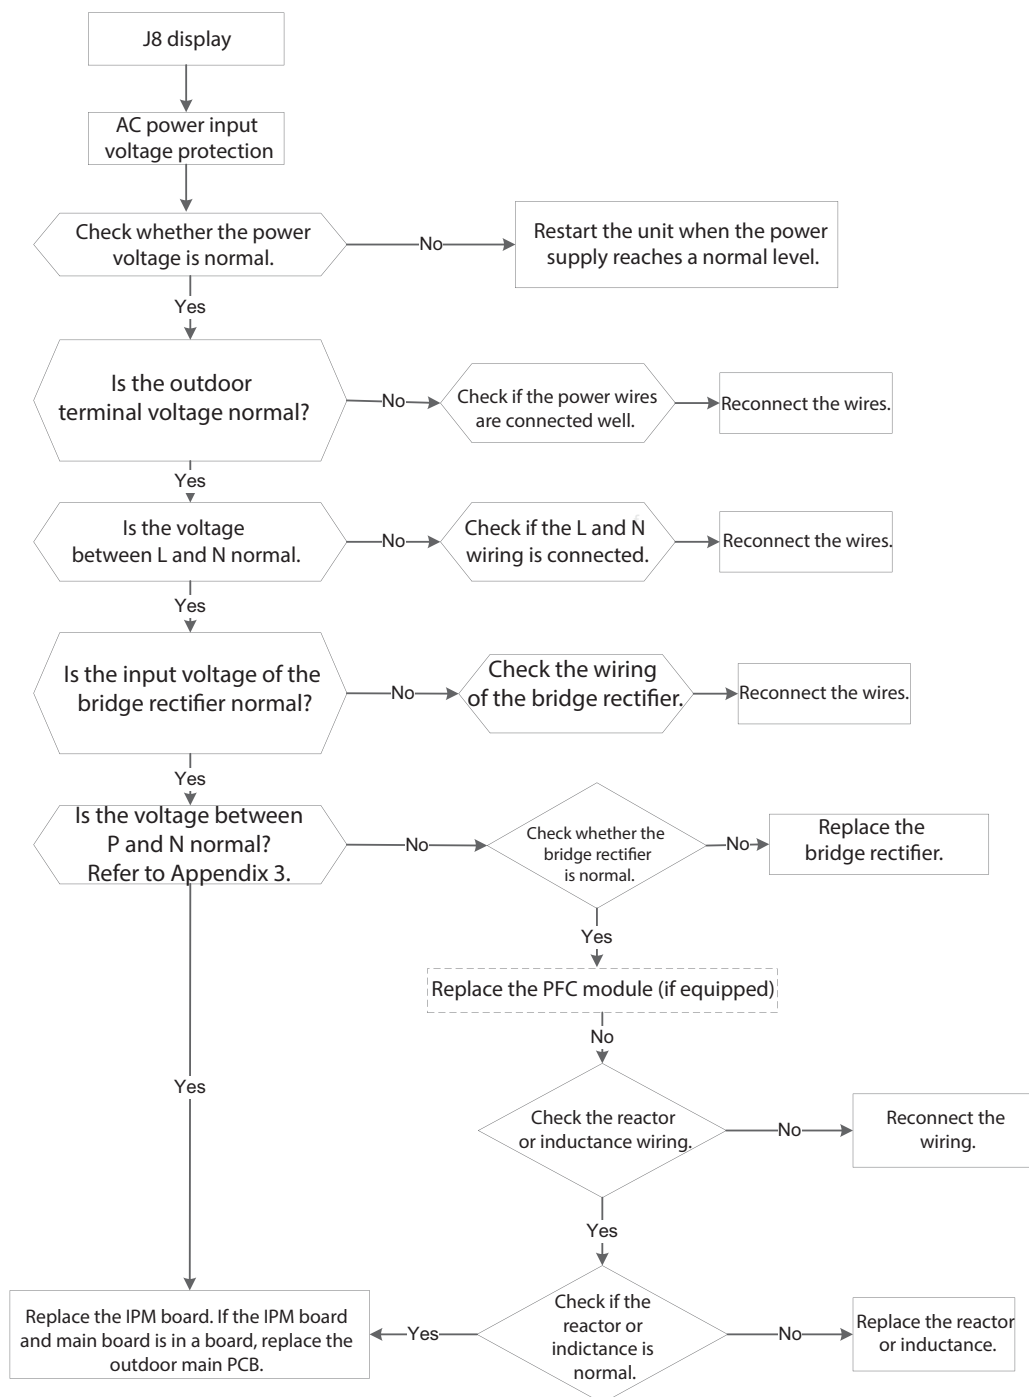 J8 display
AC power input
voltage protection
Check whether the power
voltage is normal.
No
Restart the unit when the power
supply reaches a normal level.
Yes
Is the outdoor
terminal voltage normal?
No
Check if the power wires
are connected well.
Reconnect the wires.
Yes
Is the voltage
between L and N normal.
No
Check if the L and N
wiring is connected.
Reconnect the wires.
Yes
Is the input voltage of the
bridge rectifier normal?
No
Check the wiring
of the bridge rectifier.
Reconnect the wires.
Yes
Is the voltage between
P and N normal?
Refer to Appendix 3.
No
Check whether the
bridge rectifier
is normal.
No
Replace the
bridge rectifier.
Yes
Replace the PFC module (if equipped)
No
Yes
Check the reactor
or inductance wiring.
No
Reconnect the
wiring.
Yes
Replace the IPM board. If the IPM board
and main board is in a board, replace the
outdoor main PCB.
Yes
Check if the
reactor or
indictance is
normal.
No
Replace the reactor
or inductance.